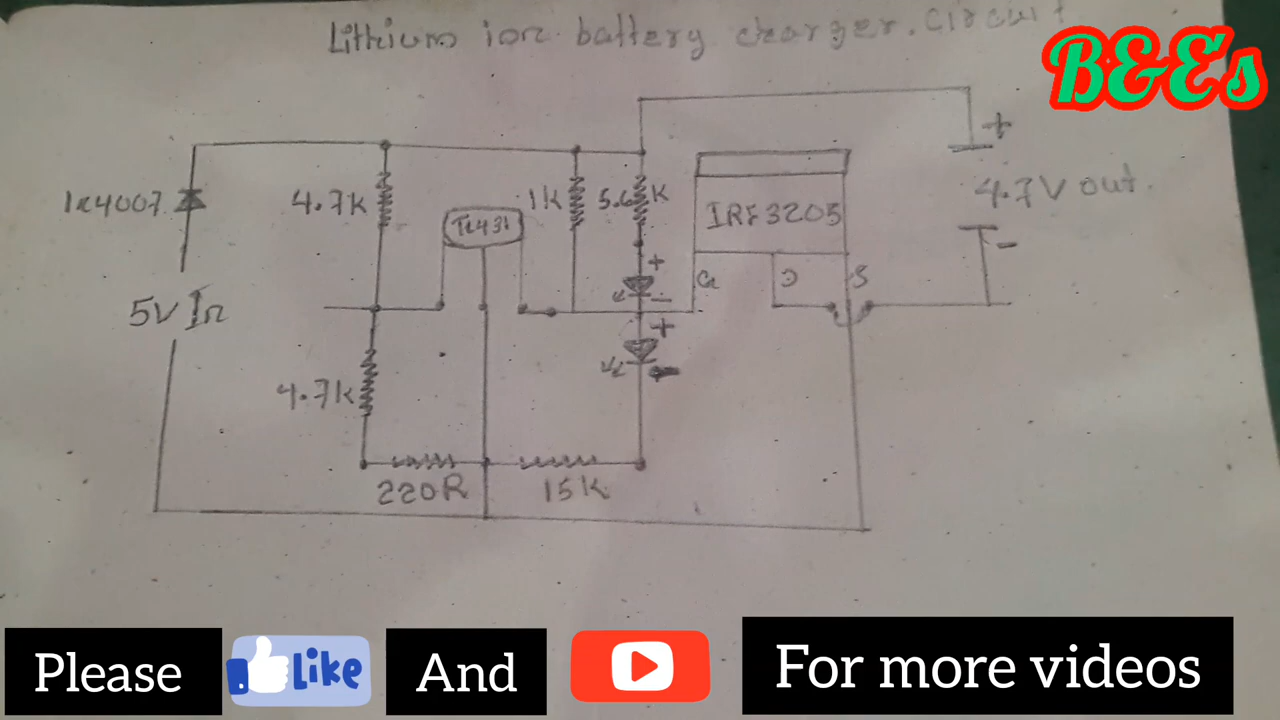 Lithium ion battery charger. Circuit
B&Es
1n4007
4.7K
TL431
1K
5.6K
IRF3205
+
4.7V out.
-
G
D
S
5V In
+
-
+
-
4.7K
220R
15K
Please
Like
And
For more videos